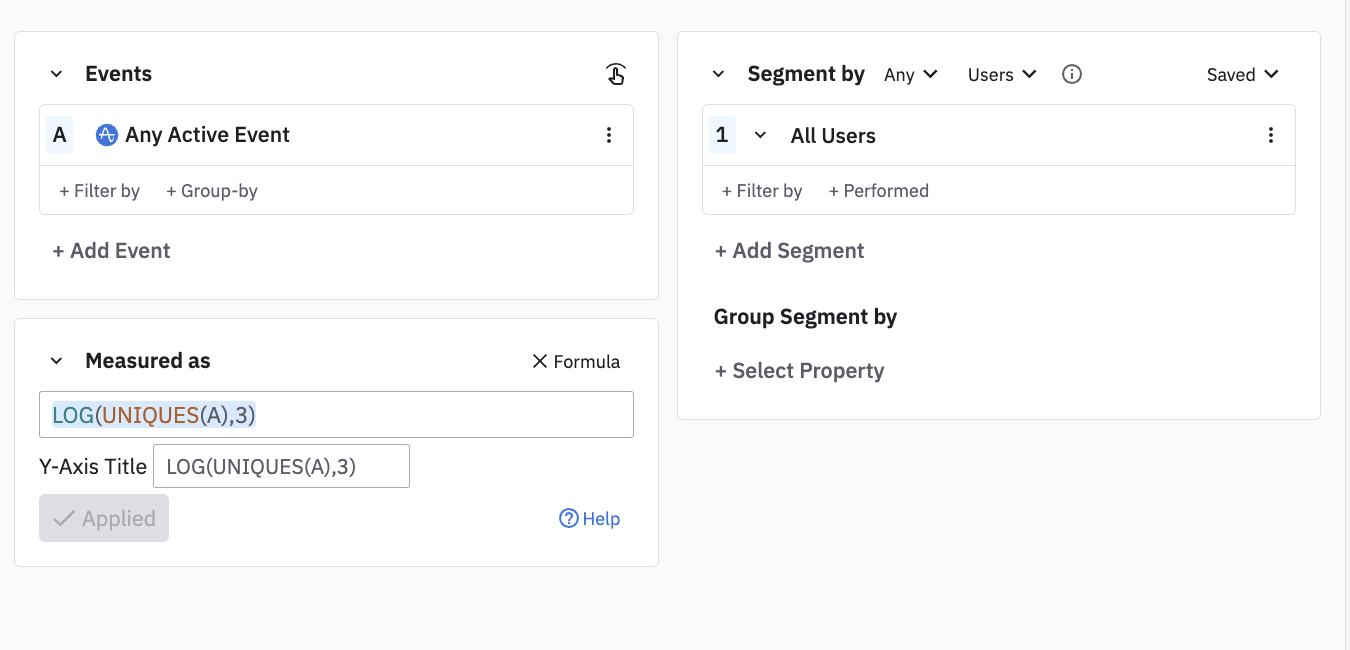 Events
A Any Active Event
+ Filter by + Group-by
+ Add Event
Measured as Formula
LOG(UNIQUES(A),3)
Y-Axis Title LOG(UNIQUES(A),3)
Applied Help
Segment by Any Users Saved
1 All Users
+ Filter by + Performed
+ Add Segment
Group Segment by
+ Select Property